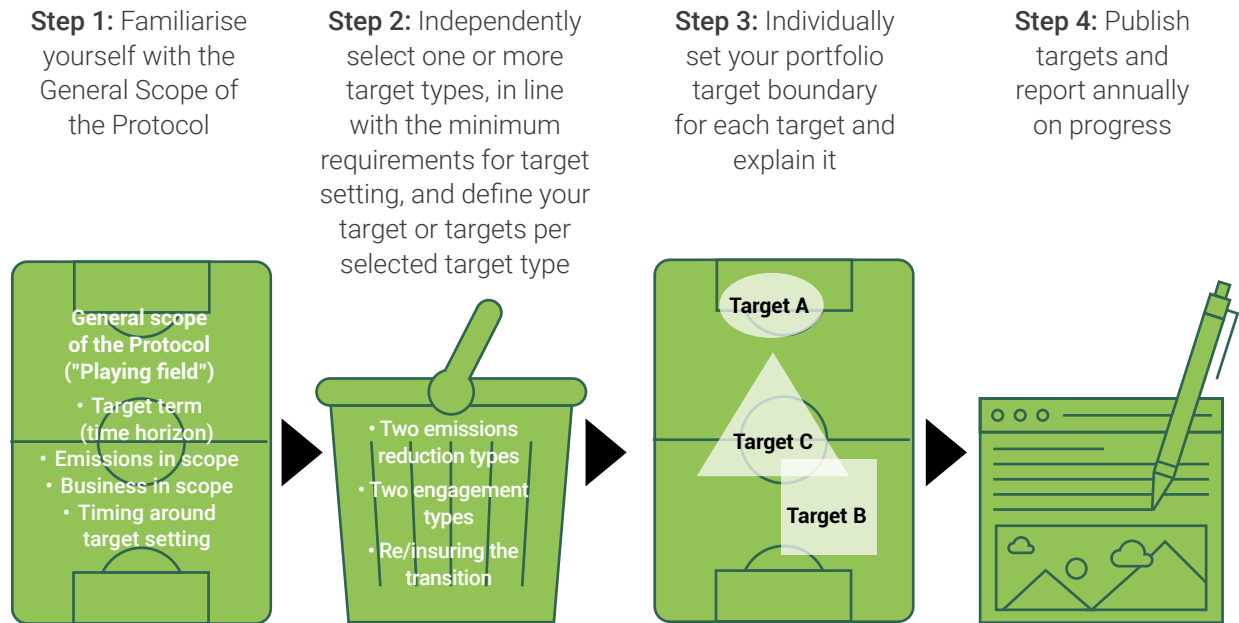 Step 1: Familiarise
yourself with the
General Scope of
the Protocol
Step 2: Independently
select one or more
target types, in line
with the minimum
requirements for target
setting, and define your
target or targets per
selected target type
Step 3: Individually
set your portfolio
target boundary
for each target and
explain it
Step 4: Publish
targets and
report annually
on progress
General scope
of the Protocol
("Playing field")
• Target term
(time horizon)
• Emissions in scope
• Business in scope
• Timing around
target setting
• Two emissions
reduction types
• Two engagement
types
• Re/insuring the
transition
Target A
Target C
Target B